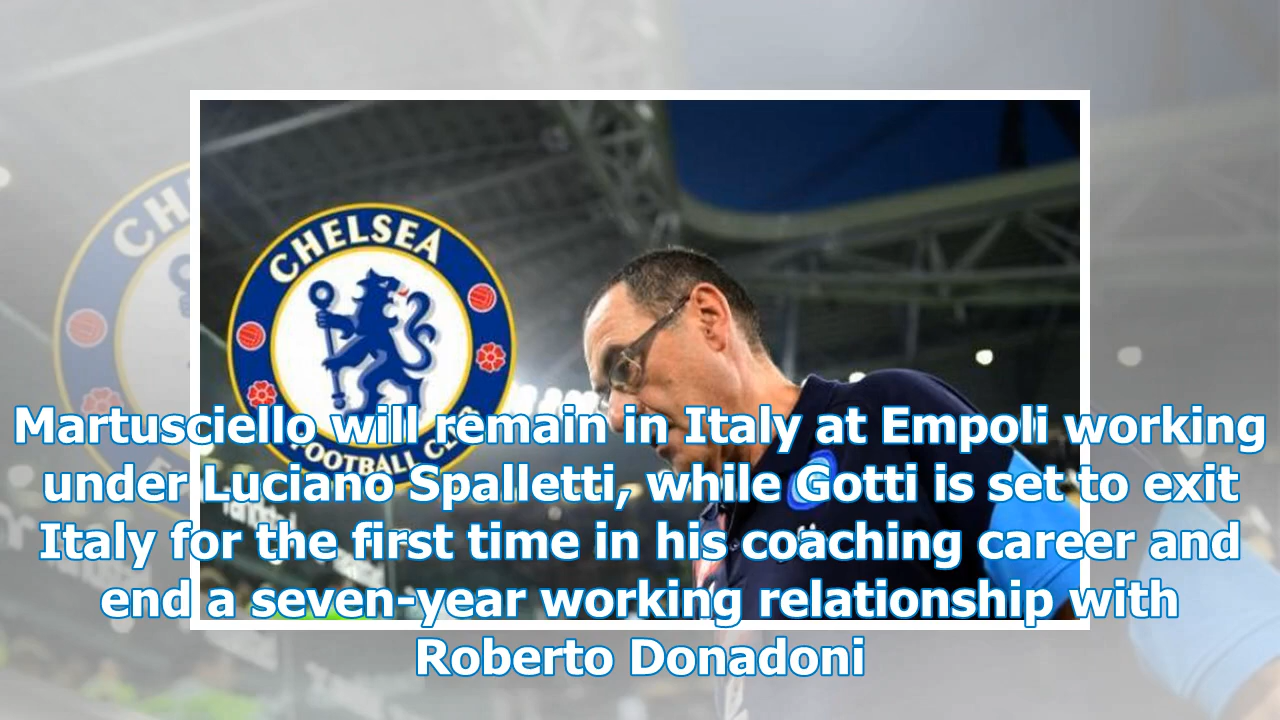 CHELSEA
FOOTBALL
Martusciello will remain in Italy at Empoli working
under Luciano Spalletti, while Gotti is set to exit
Italy for the first time in his coaching career and
end a seven-year working relationship with
Roberto Donadoni